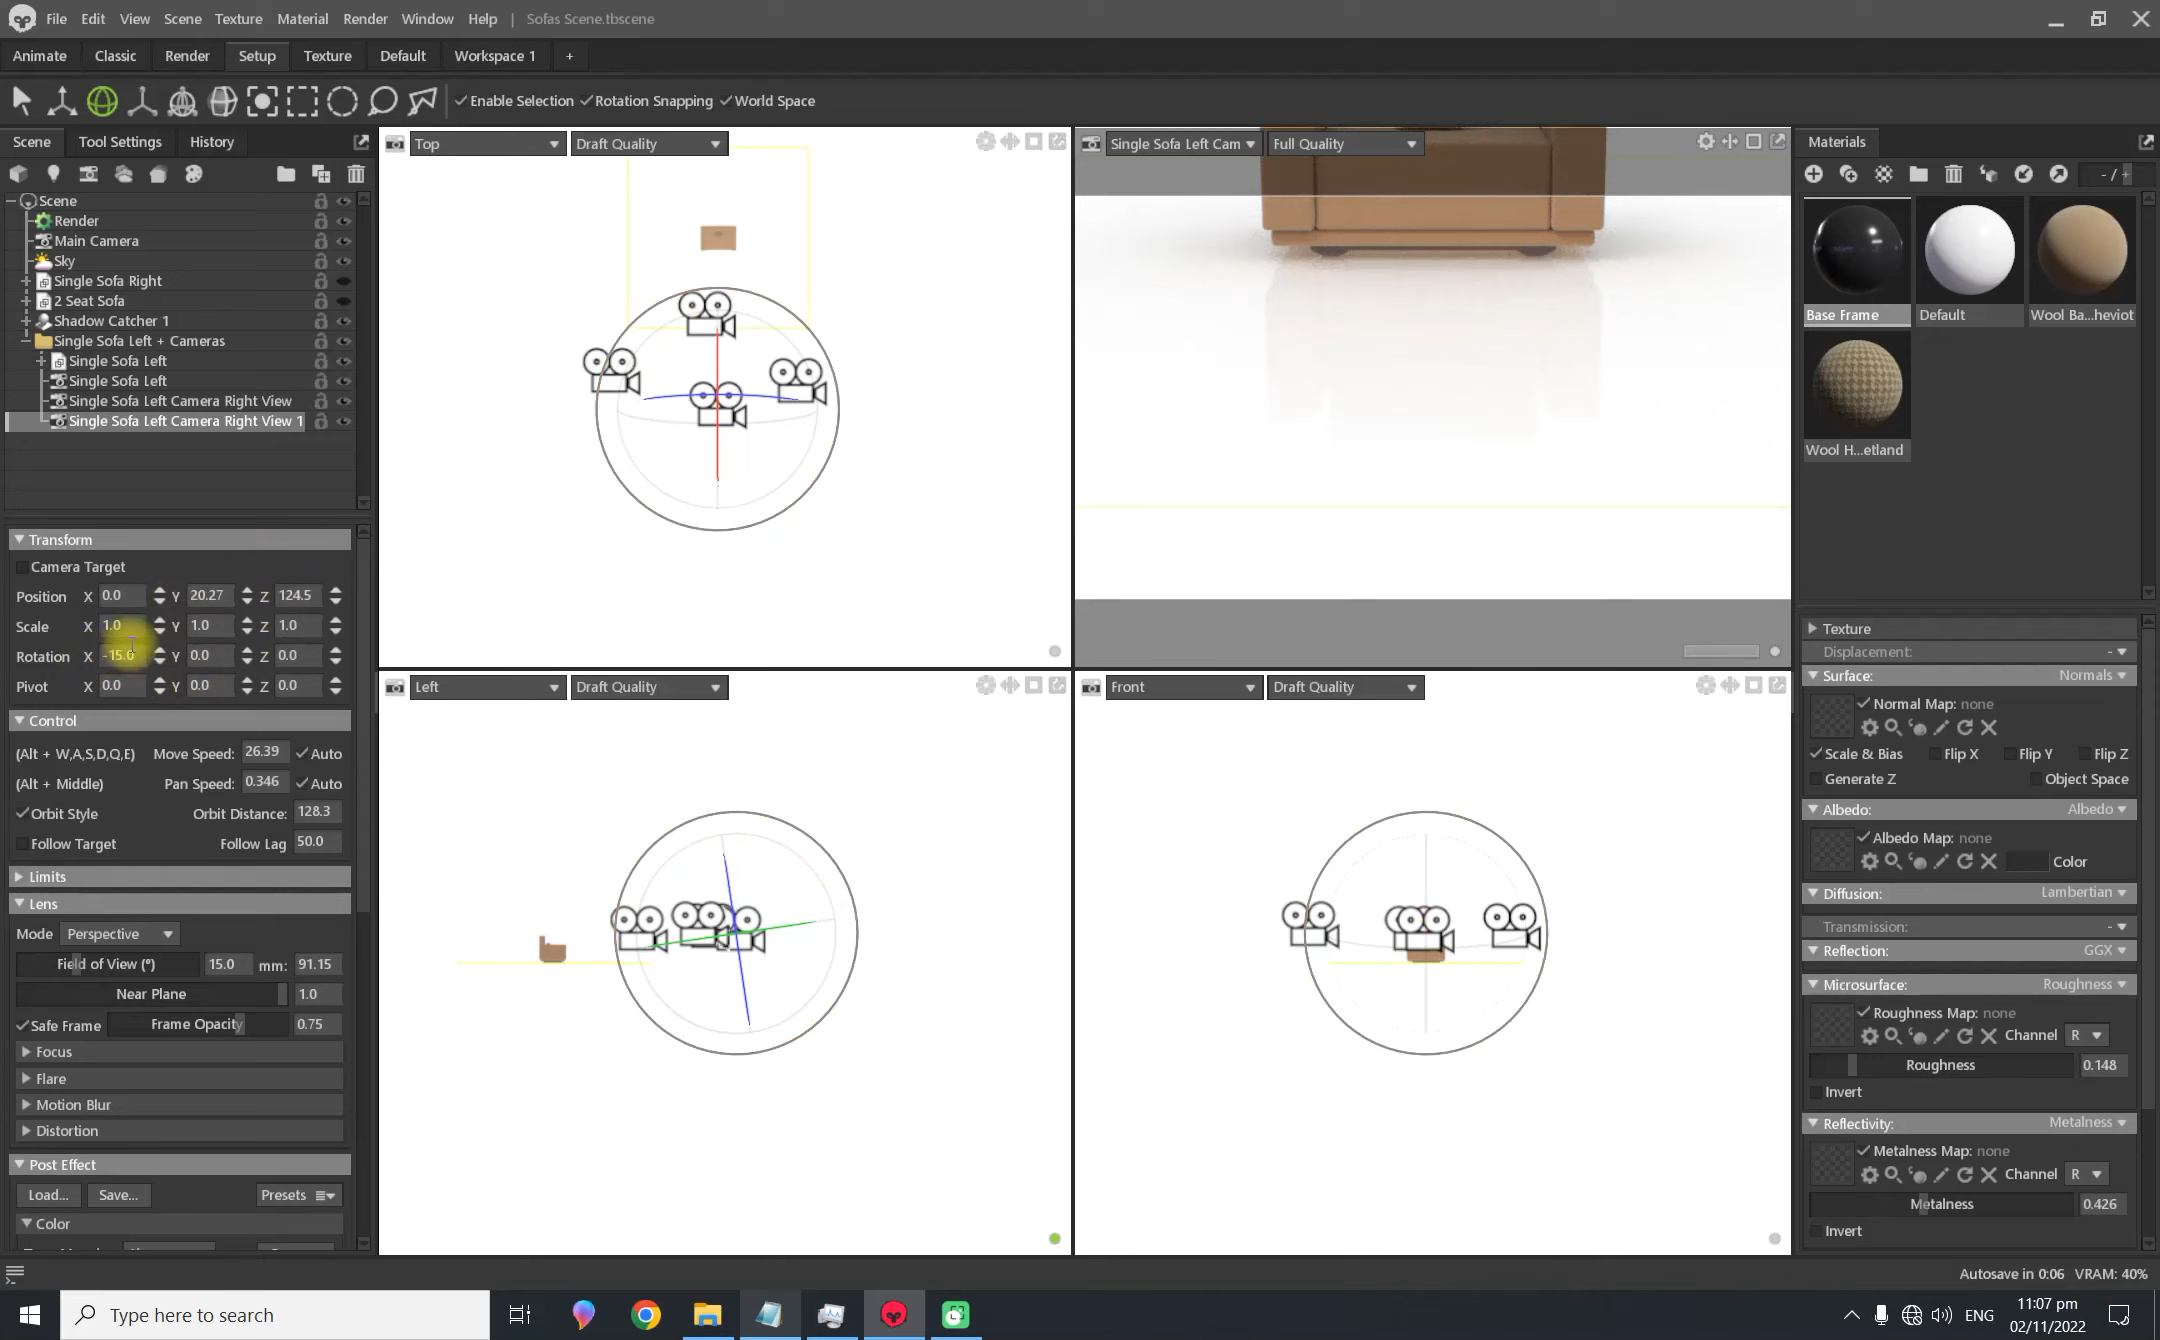 File Edit View Scene Texture Material Render Window Help | Sofas Scene.tbscene
Animate Classic Render Setup Texture Default Workspace 1 +
Enable Selection Rotation Snapping World Space
Scene Tool Settings History
Scene
Render
Main Camera
Sky
Single Sofa Right
2 Seat Sofa
Shadow Catcher 1
Single Sofa Left + Cameras
Single Sofa Left
Single Sofa Left
Single Sofa Left Camera Right View
Single Sofa Left Camera Right View 1
Transform
Camera Target
Position X 0.0 Y 20.27 Z 124.5
Scale X 1.0 Y 1.0 Z 1.0
Rotation X -15.0 Y 0.0 Z 0.0
Pivot X 0.0 Y 0.0 Z 0.0
Control
(Alt + W,A,S,D,Q,E) Move Speed: 26.39 Auto
(Alt + Middle) Pan Speed: 0.346 Auto
Orbit Style Orbit Distance: 128.3
Follow Target Follow Lag 50.0
Limits
Lens
Mode Perspective
Field of View (°) 15.0 mm: 91.15
Near Plane 1.0
Safe Frame Frame Opacity 0.75
Focus
Flare
Motion Blur
Distortion
Post Effect
Load... Save... Presets
Color
Top Draft Quality
Single Sofa Left Cam Full Quality
Left Draft Quality
Front Draft Quality
Materials
- / +
Base Frame Default Wool Ba...heviot
Wool H...etland
Texture
Displacement: -
Surface: Normals
Normal Map: none
Scale & Bias Flip X Flip Y Flip Z
Generate Z Object Space
Albedo: Albedo
Albedo Map: none
Color
Diffusion: Lambertian
Transmission: -
Reflection: GGX
Microsurface: Roughness
Roughness Map: none
Channel R
Roughness 0.148
Invert
Reflectivity: Metalness
Metalness Map: none
Channel R
Metalness 0.426
Invert
Autosave in 0:06 VRAM: 40%
Type here to search
ENG
11:07 pm
02/11/2022